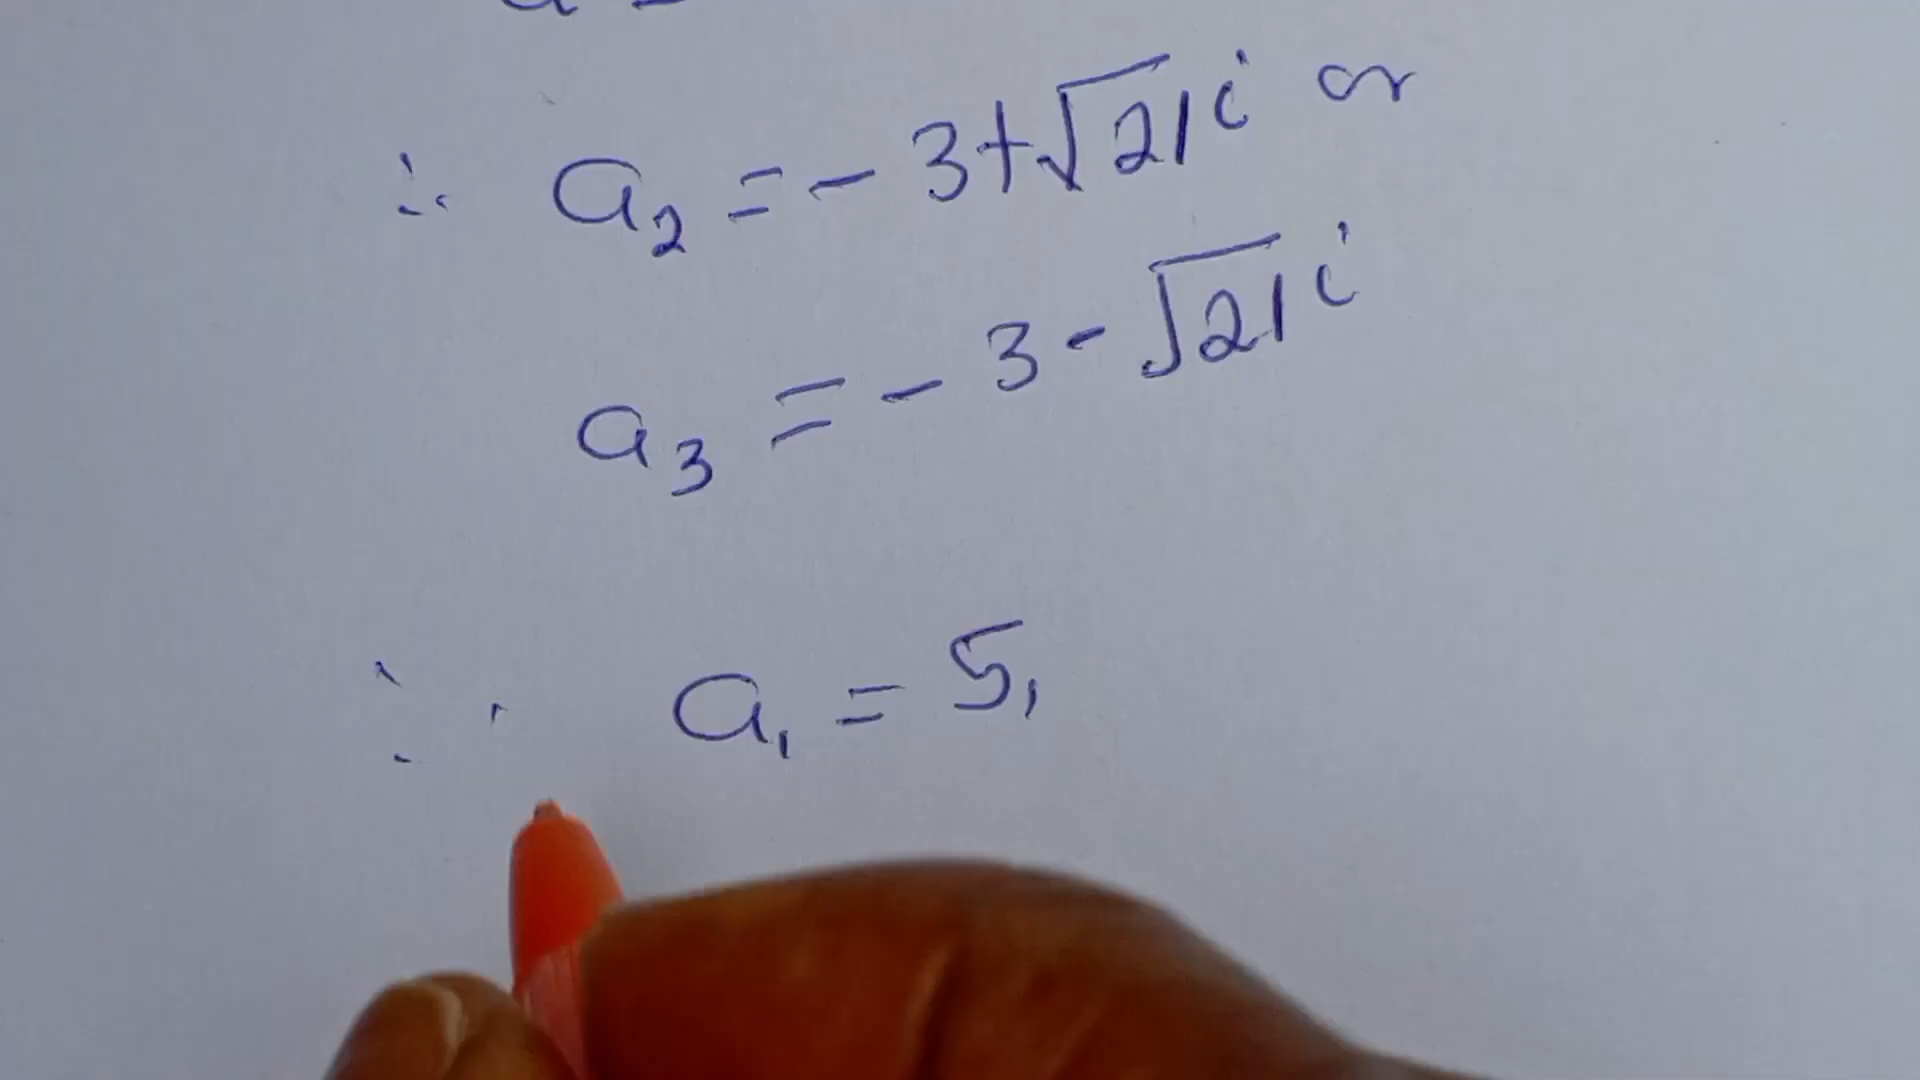 ∴ a₂ = - 3+√21 i or
a₃ = - 3 - √21 i
∴ a₁ = 5,